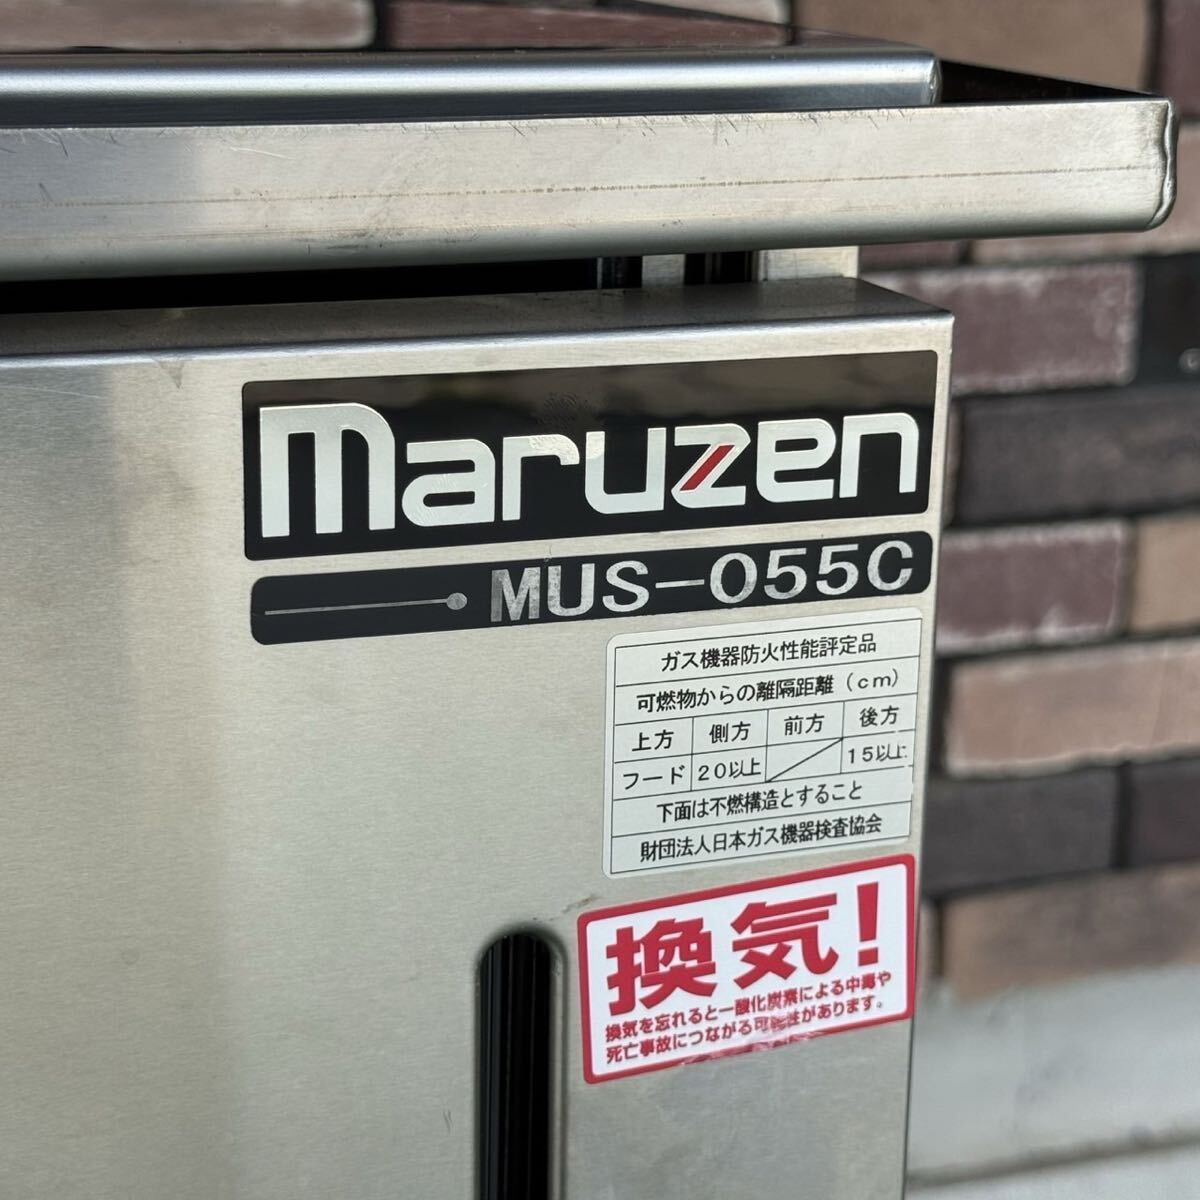 maruzen
MUS-055C
ガス機器防火性能評定品
可燃物からの離隔距離(cm)
上方 側方 前方 後方
フード 20以上 15以上
下面は不燃構造とすること
財団法人日本ガス機器検査協会
換気!
換気を忘れると一酸化炭素による中毒や
死亡事故につながる可能性があります。